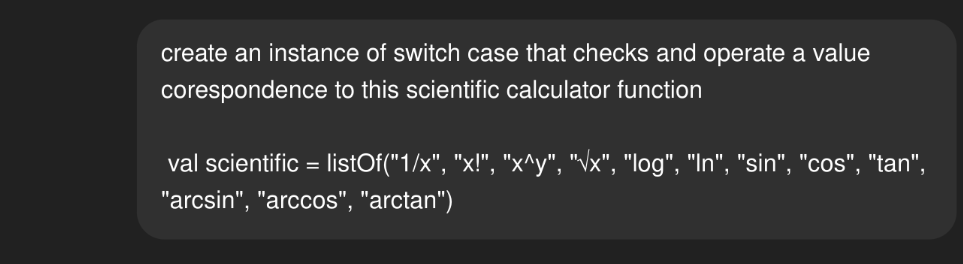 create an instance of switch case that checks and operate a value
corespondence to this scientific calculator function
val scientific = listOf("1/x", "x!", "x^y", "√x", "log", "ln", "sin", "cos", "tan",
"arcsin", "arccos", "arctan")